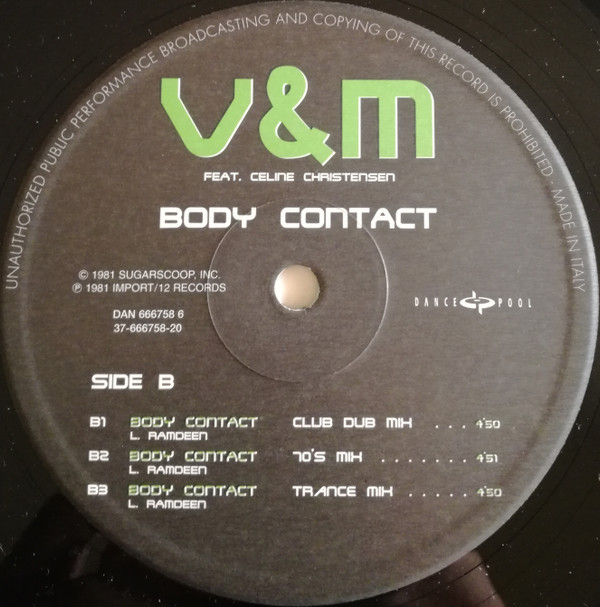 UNAUTHORIZED PUBLIC PERFORMANCE BROADCASTING AND COPYING OF THIS RECORD IS PROHIBITED - MADE IN ITALY
V&M
FEAT. CELINE CHRISTENSEN
BODY CONTACT
© 1981 SUGARSCOOP, INC.
℗ 1981 IMPORT/12 RECORDS
DAN 666758 6
37-666758-20
DANCE POOL
SIDE B
B1 BODY CONTACT CLUB DUB MIX . . . 4'50
L. RAMDEEN
B2 BODY CONTACT 70'S MIX . . . . . . . 4'51
L. RAMDEEN
B3 BODY CONTACT TRANCE MIX . . . . . 4'50
L. RAMDEEN